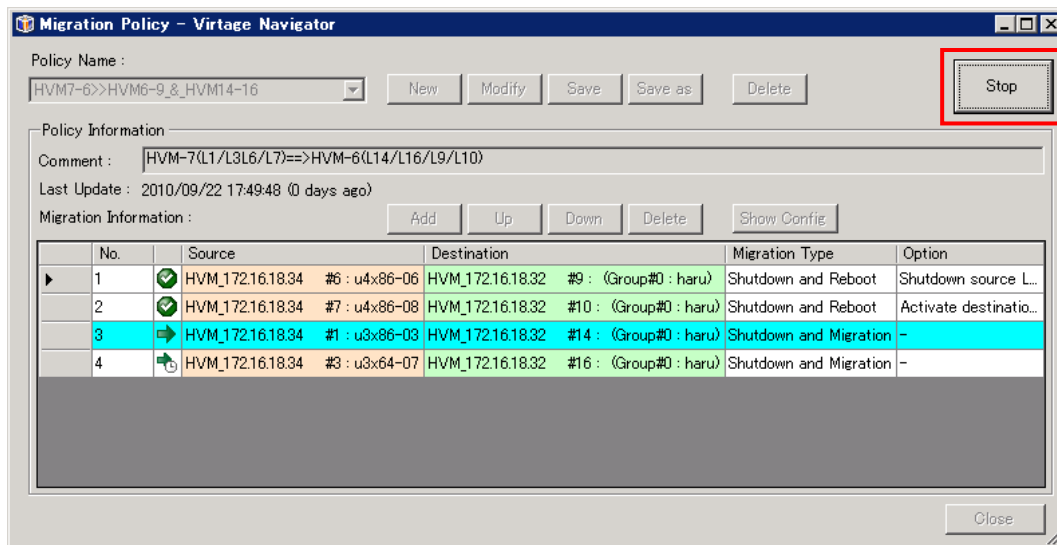 Migration Policy - Virtage Navigator
Policy Name :
HVM7-6>>HVM6-9_&_HVM14-16 New Modify Save Save as Delete Stop
Policy Information
Comment : HVM-7(L1/L3L6/L7)==>HVM-6(L14/L16/L9/L10)
Last Update : 2010/09/22 17:49:48 (0 days ago)
Migration Information : Add Up Down Delete Show Config
No. Source Destination Migration Type Option
1 HVM_172.16.18.34 #6 : u4x86-06 HVM_172.16.18.32 #9 : (Group#0 : haru) Shutdown and Reboot Shutdown source L...
2 HVM_172.16.18.34 #7 : u4x86-08 HVM_172.16.18.32 #10 : (Group#0 : haru) Shutdown and Reboot Activate destinatio...
3 HVM_172.16.18.34 #1 : u3x86-03 HVM_172.16.18.32 #14 : (Group#0 : haru) Shutdown and Migration -
4 HVM_172.16.18.34 #3 : u3x64-07 HVM_172.16.18.32 #16 : (Group#0 : haru) Shutdown and Migration -
Close